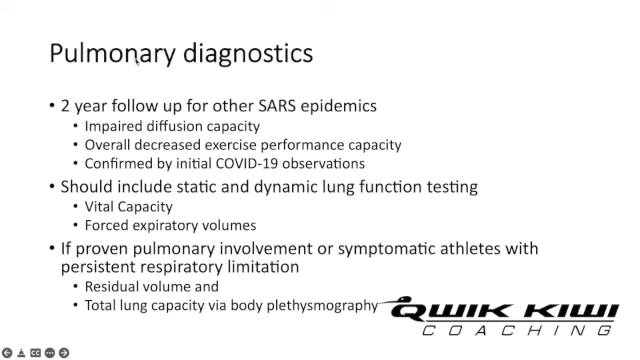 Pulmonary diagnostics
• 2 year follow up for other SARS epidemics
• Impaired diffusion capacity
• Overall decreased exercise performance capacity
• Confirmed by initial COVID-19 observations
• Should include static and dynamic lung function testing
• Vital Capacity
• Forced expiratory volumes
• If proven pulmonary involvement or symptomatic athletes with
persistent respiratory limitation
• Residual volume and
• Total lung capacity via body plethysmography
QWIK KIWI
COACHING
CC